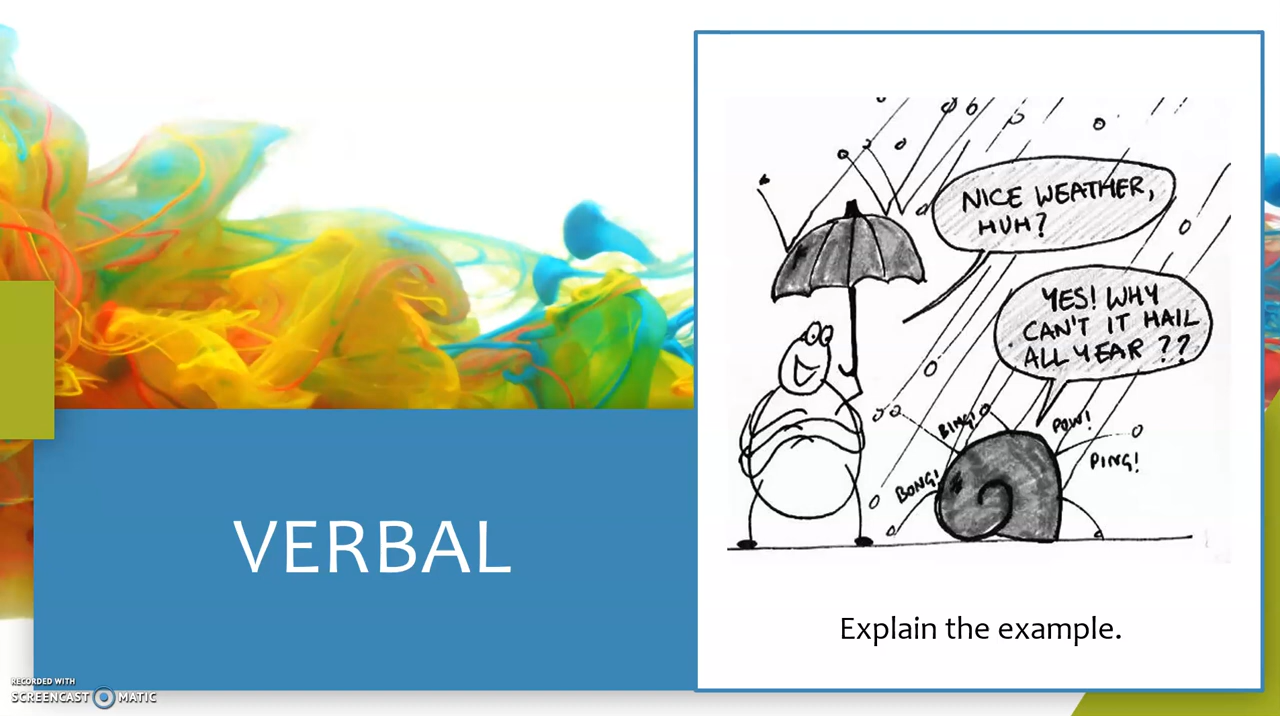 VERBAL
NICE WEATHER,
HUH?
YES! WHY
CAN'T IT HAIL
ALL YEAR ??
BING!
POW!
PING!
BONG!
Explain the example.
RECORDED WITH
SCREENCAST MATIC